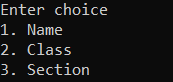 Enter choice
1. Name
2. Class
3. Section